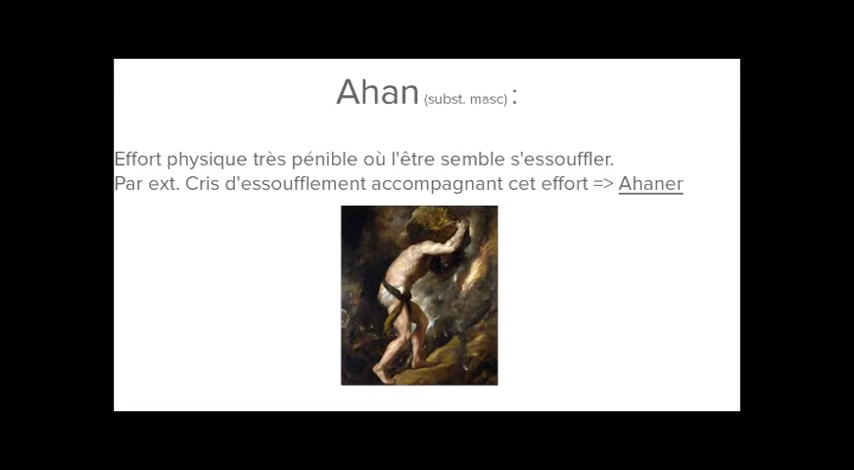 Ahan (subst. masc) :
Effort physique très pénible où l'être semble s'essouffler.
Par ext. Cris d'essoufflement accompagnant cet effort => Ahaner